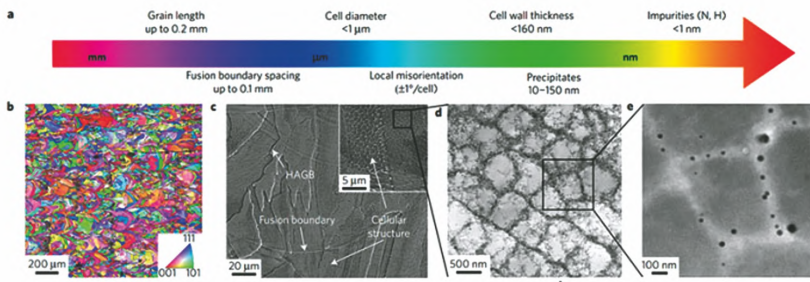 a
Grain length
up to 0.2 mm
Cell diameter
<1 μm
Cell wall thickness
<160 nm
Impurities (N, H)
<1 nm
mm
μm
nm
Fusion boundary spacing
up to 0.1 mm
Local misorientation
(±1°/cell)
Precipitates
10–150 nm
b
111
001 101
200 μm
c
HAGB
5 μm
Fusion boundary
Cellular
structure
20 μm
d
500 nm
e
100 nm